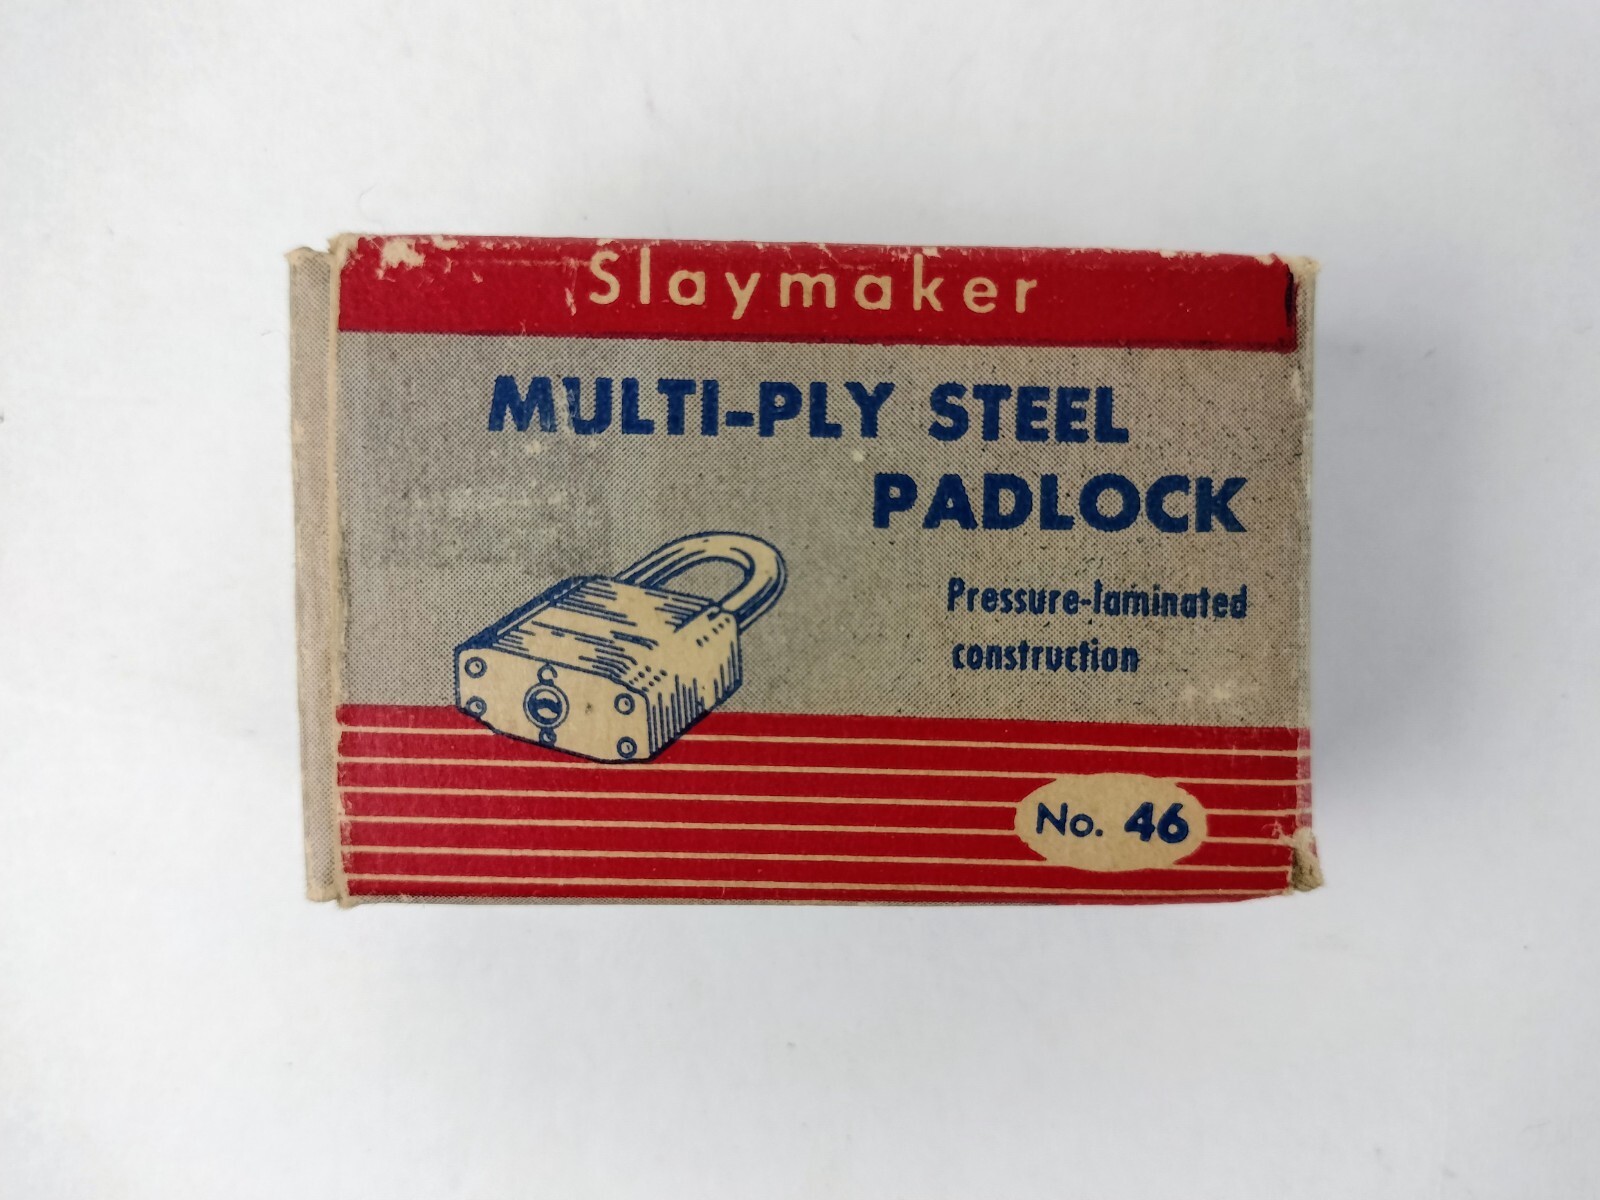 Slaymaker
MULTI-PLY STEEL
PADLOCK
Pressure-laminated
construction
No. 46